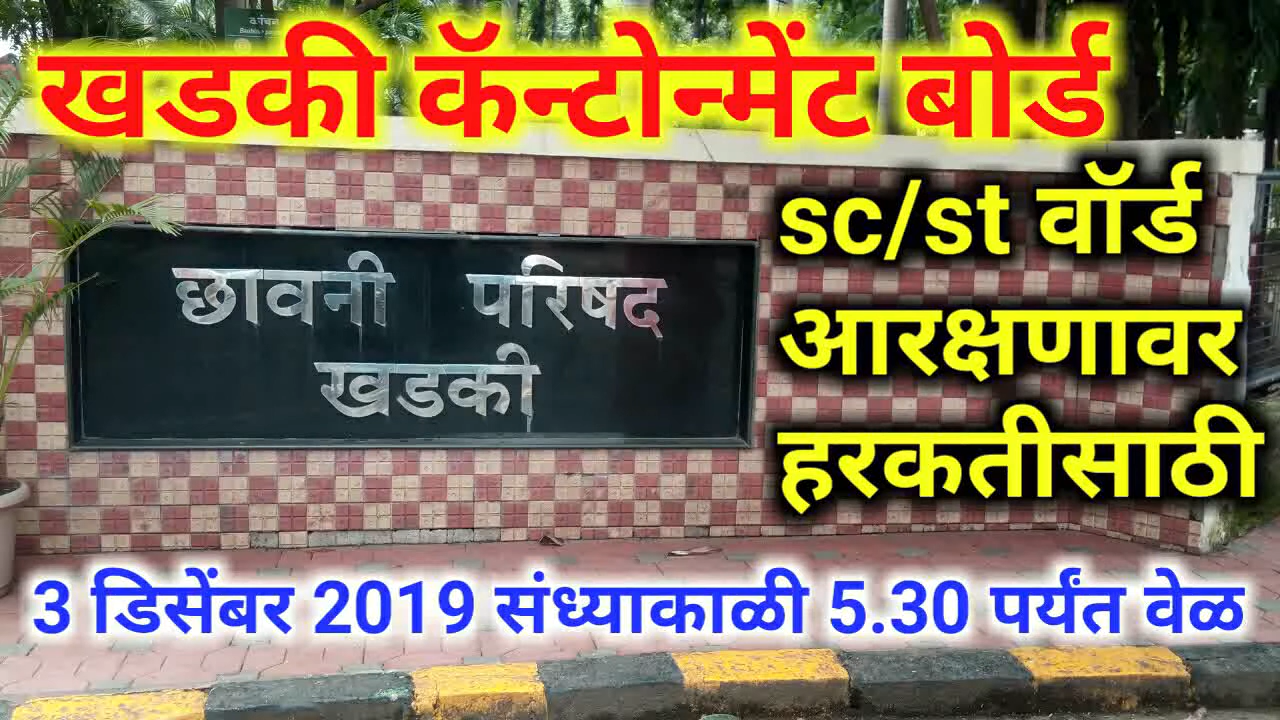 खडकी कॅन्टोन्मेंट बोर्ड
sc/st वॉर्ड
आरक्षणावर
हरकतीसाठी
छावनी परिषद
खडकी
3 डिसेंबर 2019 संध्याकाळी 5.30 पर्यंत वेळ